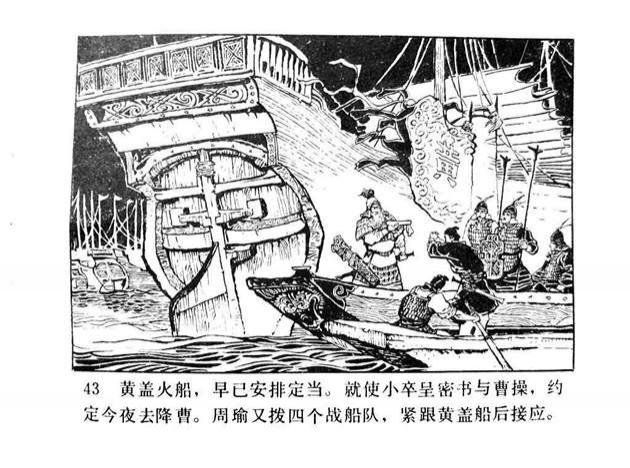 43 黄盖火船，早已安排定当。就使小卒呈密书与曹操，约
定今夜去降曹。周瑜又拨四个战船队，紧跟黄盖船后接应。